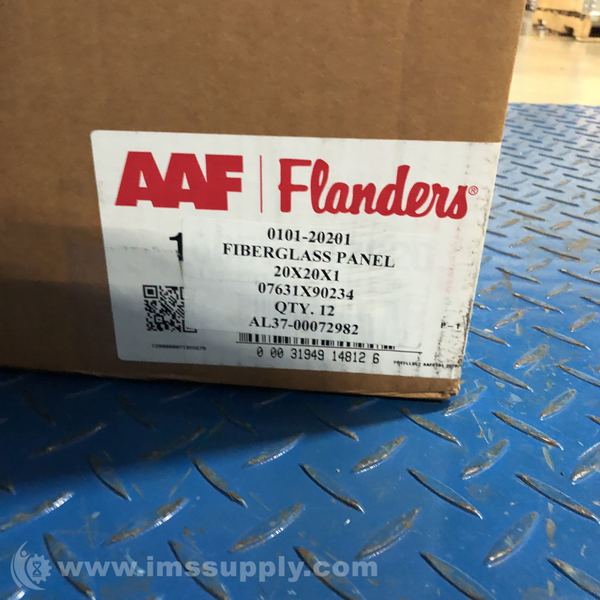 AAF Flanders®
0101-20201
1
FIBERGLASS PANEL
20X20X1
07631X90234
QTY. 12
AL37-00072982
P-1
0 00 31949 14812 6
www.imssupply.com